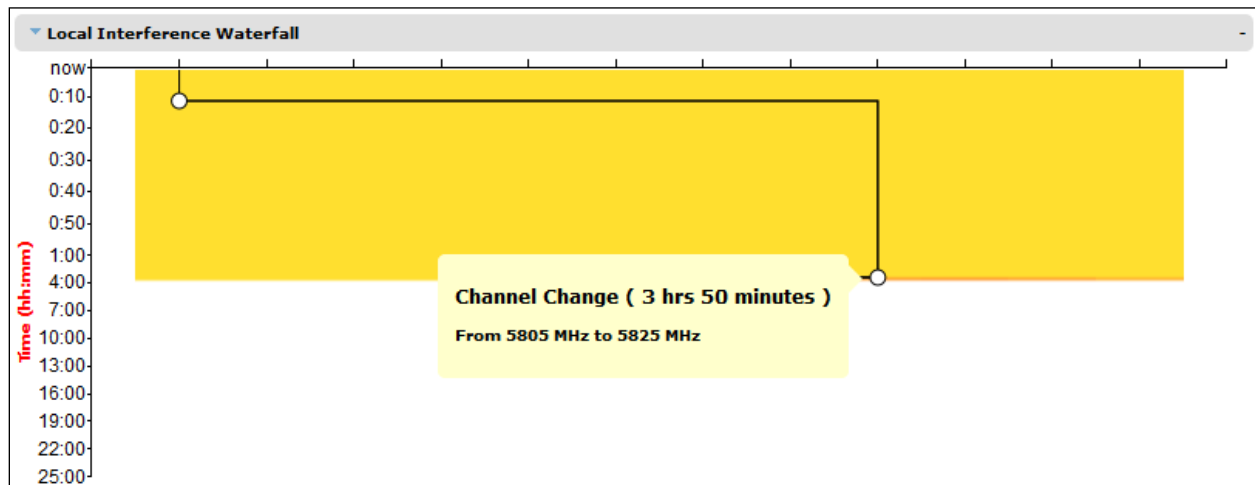 Local Interference Waterfall -
now
0:10
0:20
0:30
0:40
0:50
1:00
4:00
7:00
10:00
13:00
16:00
19:00
22:00
25:00
Time (hh:mm)
Channel Change ( 3 hrs 50 minutes )
From 5805 MHz to 5825 MHz